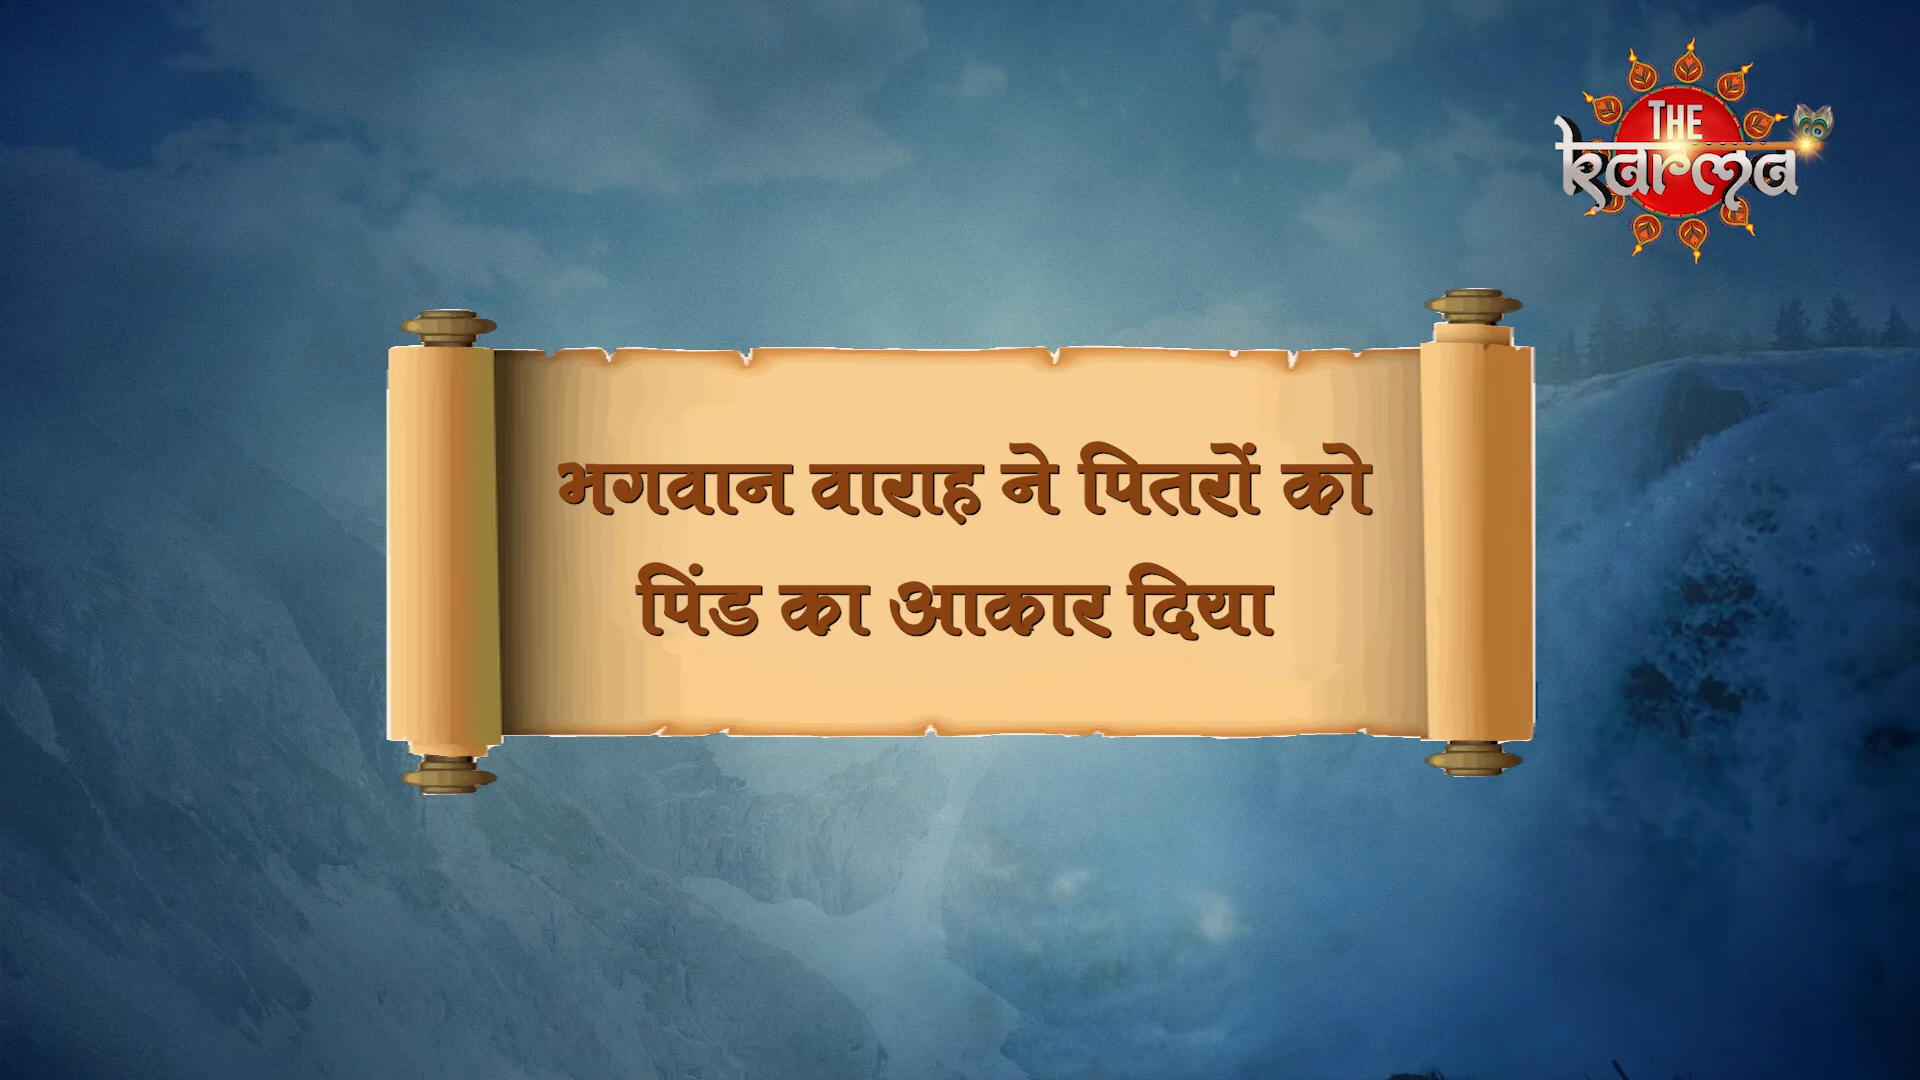 THE
karma
भगवान वाराह ने पितरों को
पिंड का आकार दिया